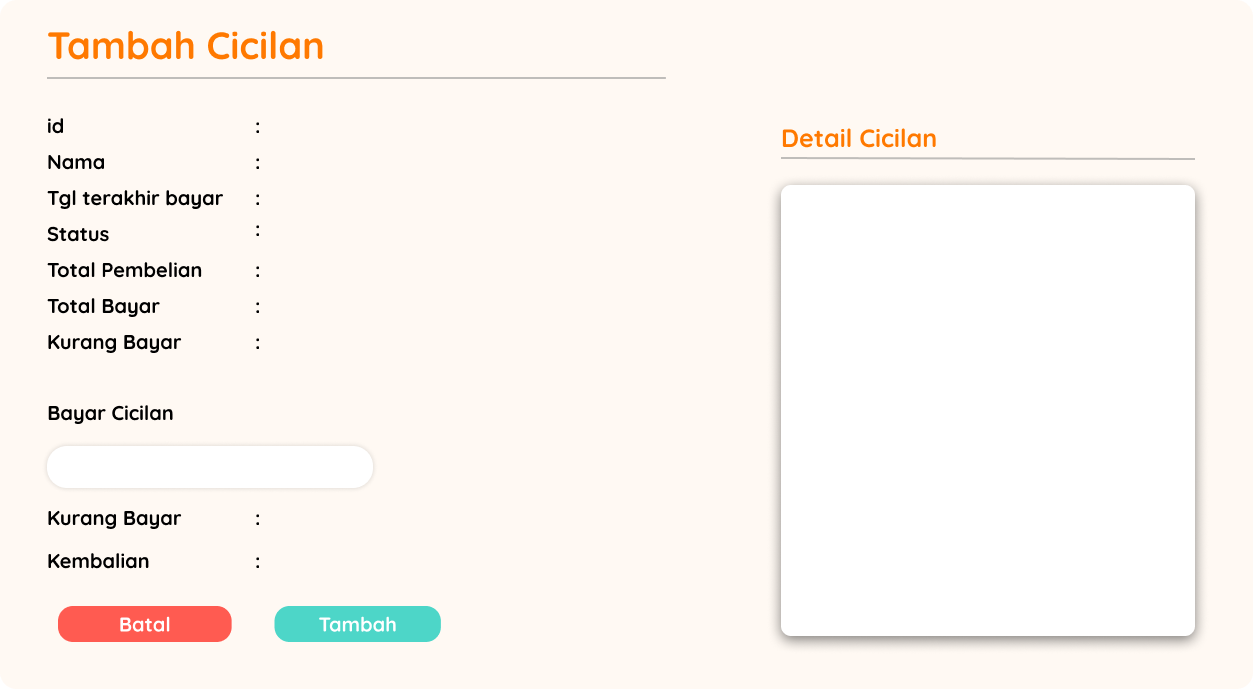 Tambah Cicilan
id :
Nama :
Tgl terakhir bayar :
Status :
Total Pembelian :
Total Bayar :
Kurang Bayar :
Bayar Cicilan
Kurang Bayar :
Kembalian :
Batal Tambah
Detail Cicilan